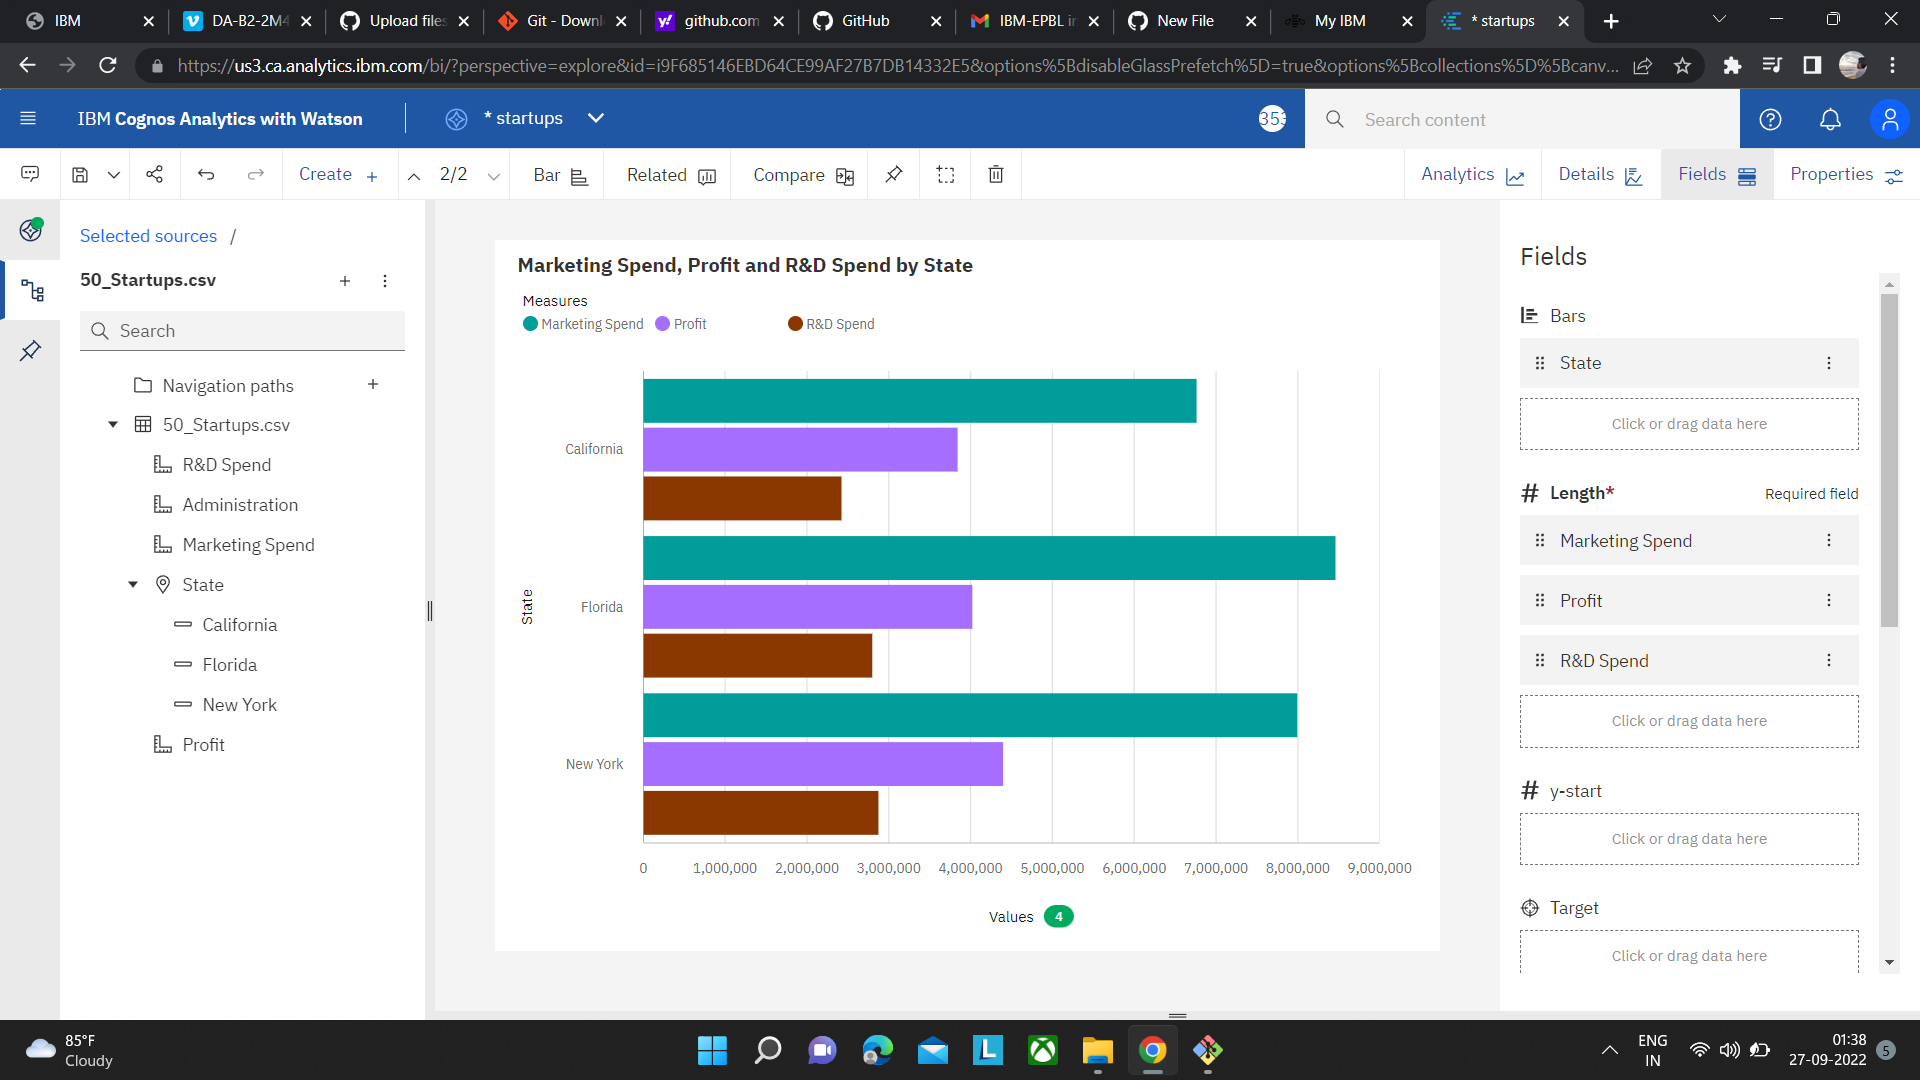 IBM
DA-B2-2M4
Upload files
Git - Downl
github.com
GitHub
IBM-EPBL i
New File
My IBM
* startups
https://us3.ca.analytics.ibm.com/bi/?perspective=explore&id=i9F685146EBD64CE99AF27B7DB14332E5&options%5BdisableGlassPrefetch%5D=true&options%5Bcollections%5D%5Bcanv...
IBM Cognos Analytics with Watson
* startups
353
Search content
Create
2/2
Bar
Related
Compare
Analytics
Details
Fields
Properties
Selected sources /
50_Startups.csv
Search
Navigation paths
50_Startups.csv
R&D Spend
Administration
Marketing Spend
State
California
Florida
New York
Profit
Marketing Spend, Profit and R&D Spend by State
Measures
Marketing Spend
Profit
R&D Spend
State
California
Florida
New York
0
1,000,000
2,000,000
3,000,000
4,000,000
5,000,000
6,000,000
7,000,000
8,000,000
9,000,000
Values 4
Fields
Bars
State
Click or drag data here
Length*
Required field
Marketing Spend
Profit
R&D Spend
Click or drag data here
y-start
Click or drag data here
Target
Click or drag data here
85°F
Cloudy
ENG
IN
01:38
27-09-2022
5